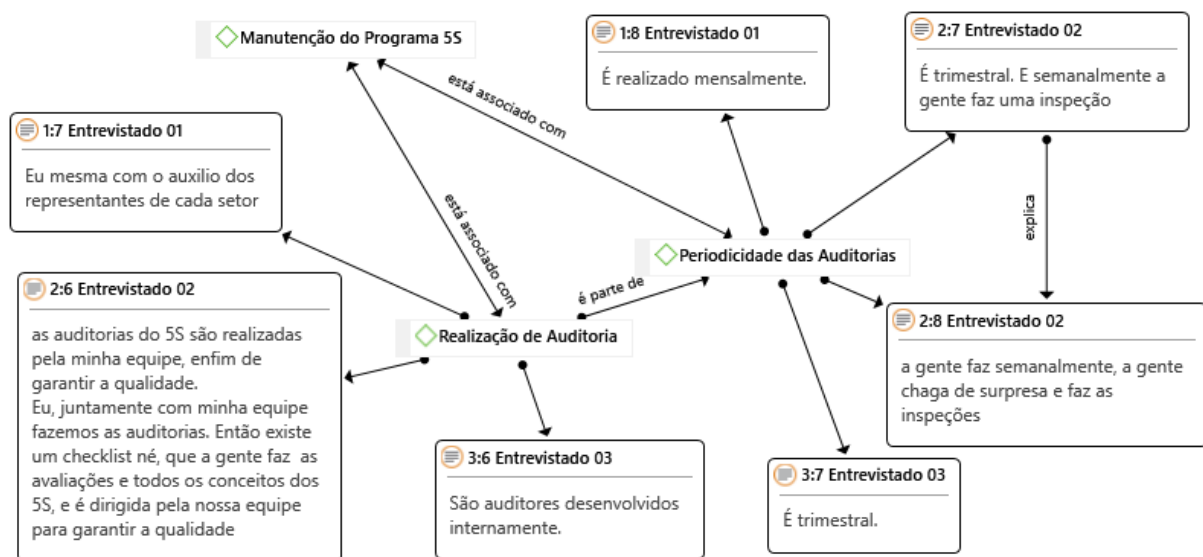 Manutenção do Programa 5S
1:8 Entrevistado 01
É realizado mensalmente.
2:7 Entrevistado 02
É trimestral. E semanalmente a
gente faz uma inspeção
está associado com
1:7 Entrevistado 01
Eu mesma com o auxilio dos
representantes de cada setor
está associado com
explica
Periodicidade das Auditorias
é parte de
2:6 Entrevistado 02
as auditorias do 5S são realizadas
pela minha equipe, enfim de
garantir a qualidade.
Eu, juntamente com minha equipe
fazemos as auditorias. Então existe
um checklist né, que a gente faz as
avaliações e todos os conceitos dos
5S, e é dirigida pela nossa equipe
para garantir a qualidade
Realização de Auditoria
2:8 Entrevistado 02
a gente faz semanalmente, a gente
chaga de surpresa e faz as
inspeções
3:6 Entrevistado 03
São auditores desenvolvidos
internamente.
3:7 Entrevistado 03
É trimestral.